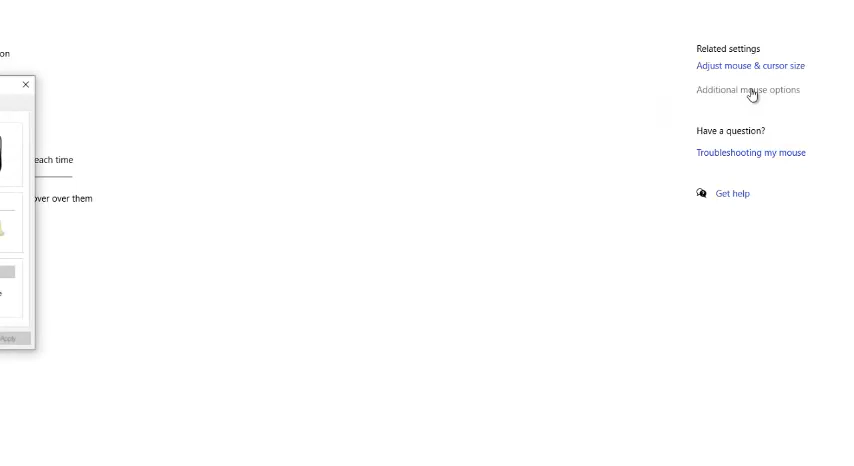 on
each time
over over them
Apply
Related settings
Adjust mouse & cursor size
Additional mouse options
Have a question?
Troubleshooting my mouse
Get help